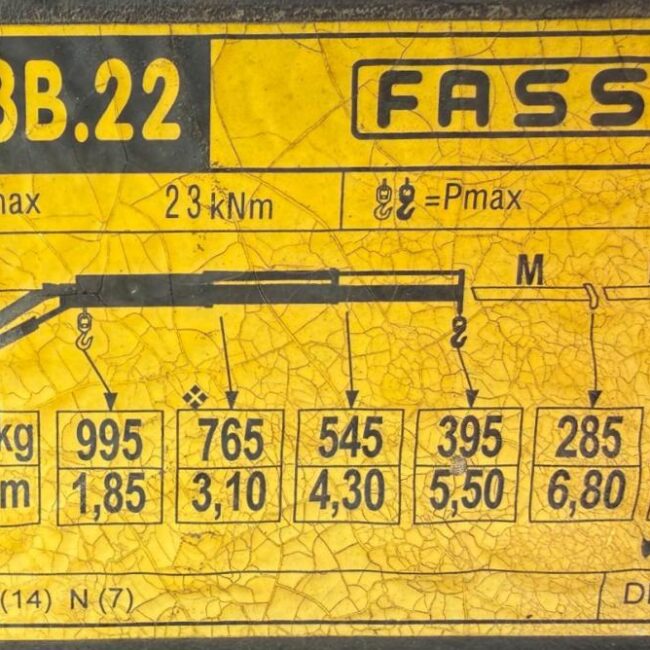 3B.22 FASS
max 23 kNm =Pmax
M
kg 995 765 545 395 285
m 1,85 3,10 4,30 5,50 6,80
(14) N (7) D